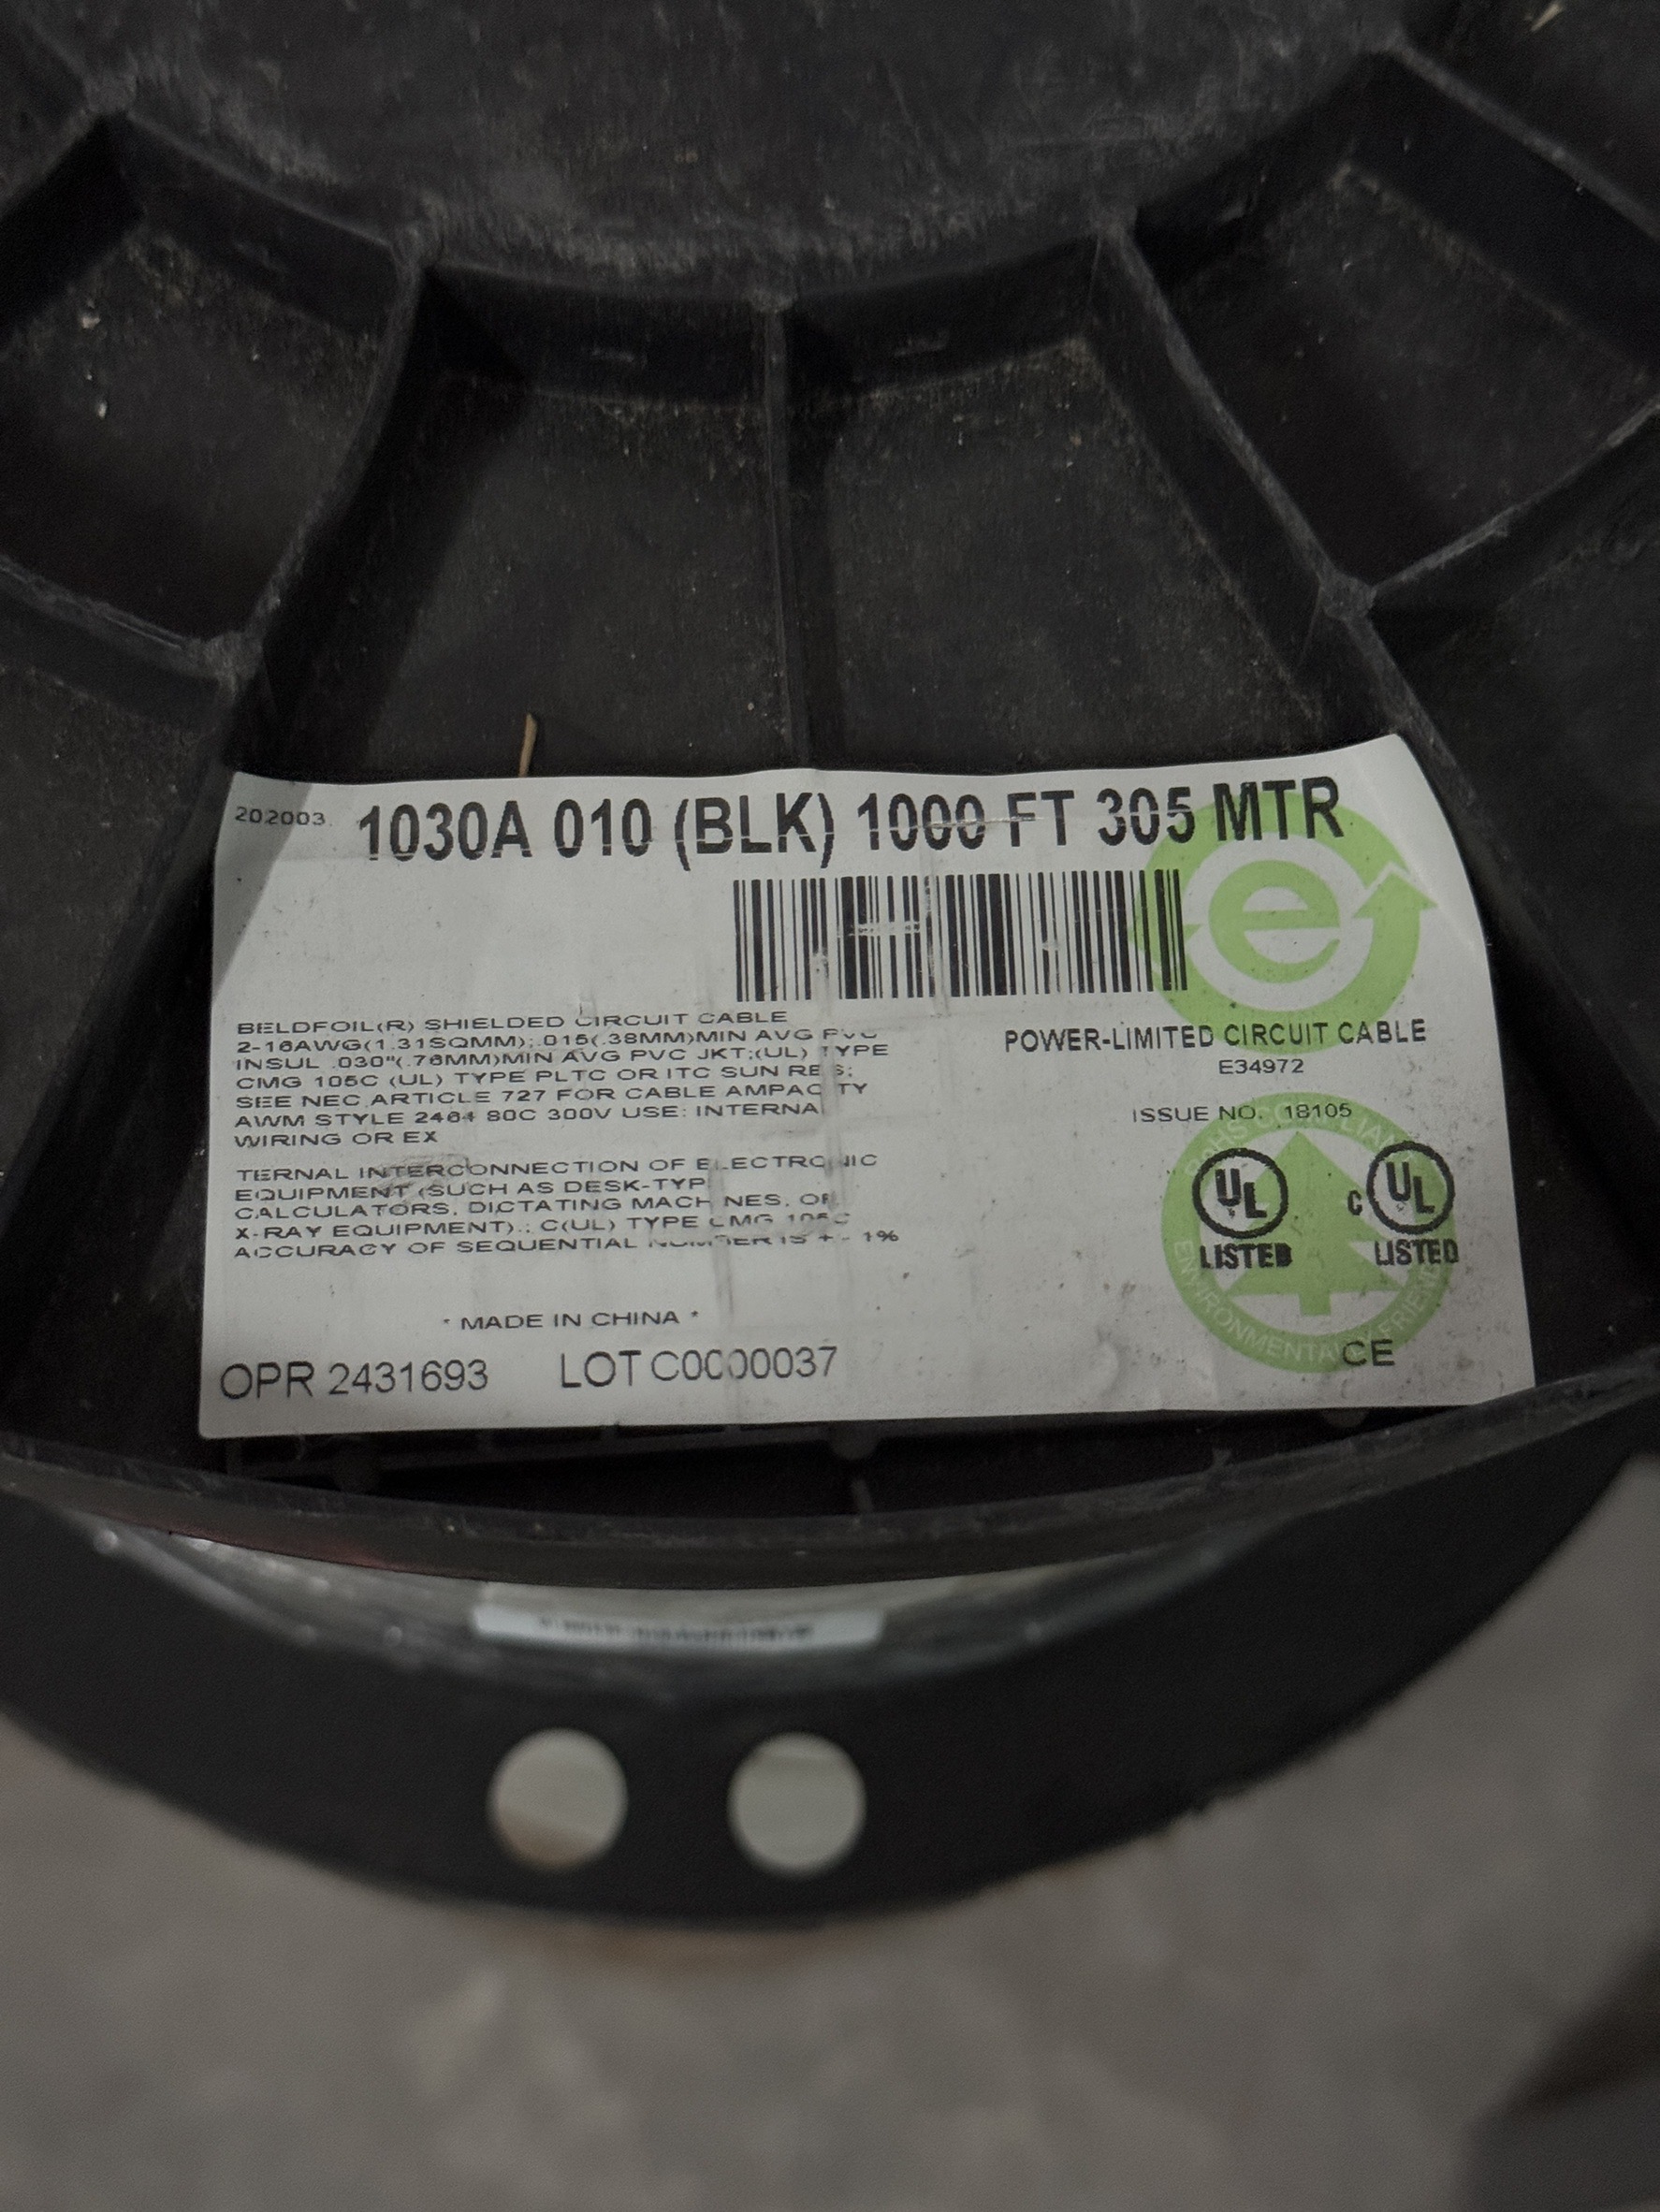 202003 1030A 010 (BLK) 1000 FT 305 MTR
e
BELDFOIL(R) SHIELDED CIRCUIT CABLE
2-16AWG(1.31SQMM);.015(.38MM)MIN AVG PVC
INSUL .030"(.76MM)MIN AVG PVC JKT;(UL) TYPE
CMG 105C (UL) TYPE PLTC OR ITC SUN RES;
SEE NEC ARTICLE 727 FOR CABLE AMPACITY
AWM STYLE 2464 80C 300V USE: INTERNAL
WIRING OR EX
TERNAL INTERCONNECTION OF ELECTRONIC
EQUIPMENT (SUCH AS DESK-TYP
CALCULATORS, DICTATING MACHINES, OR
X-RAY EQUIPMENT).; C(UL) TYPE CMG 105C
ACCURACY OF SEQUENTIAL NUMBER IS + - 1%
POWER-LIMITED CIRCUIT CABLE
E34972
ISSUE NO. 18105
ROHS COMPLIANT
UL
LISTED
C UL
LISTED
ENVIRONMENTAL FRIEND
CE
* MADE IN CHINA *
OPR 2431693 LOT C0000037